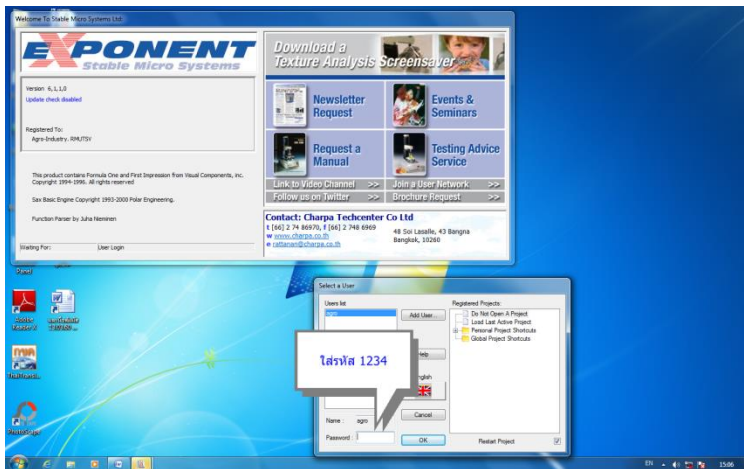 Welcome To Stable Micro Systems Ltd
EXPONENT
Stable Micro Systems
Version 6,1,1,0
Update check disabled
Registered To:
Agro-Industry. RMUTSV
This product contains Formula One and First Impression from Visual Components, Inc.
Copyright 1994-1996. All rights reserved
Sax Basic Engine Copyright 1993-2000 Polar Engineering.
Function Parser by Juha Nieminen
Waiting For:
User Login
Download a
Texture Analysis Screensaver
Newsletter
Request
Events &
Seminars
Request a
Manual
Testing Advice
Service
Link to Video Channel >>
Join a User Network >>
Follow us on Twitter >>
Brochure Request >>
Contact: Charpa Techcenter Co Ltd
t [66] 2 74 86970, f [66] 2 748 6969
w www.charpa.co.th
e rattanan@charpa.co.th
48 Soi Lasalle, 43 Bangna
Bangkok, 10260
Panel
Adobe
Reader X
Select a User
Users list
agro
Add User...
Help
English
Cancel
OK
Name :
agro
Password :
Registered Projects:
Do Not Open A Project
Load Last Active Project
Personal Project Shortcuts
Global Project Shortcuts
Restart Project
ใส่รหัส 1234
PhotoScape
EN
15:06